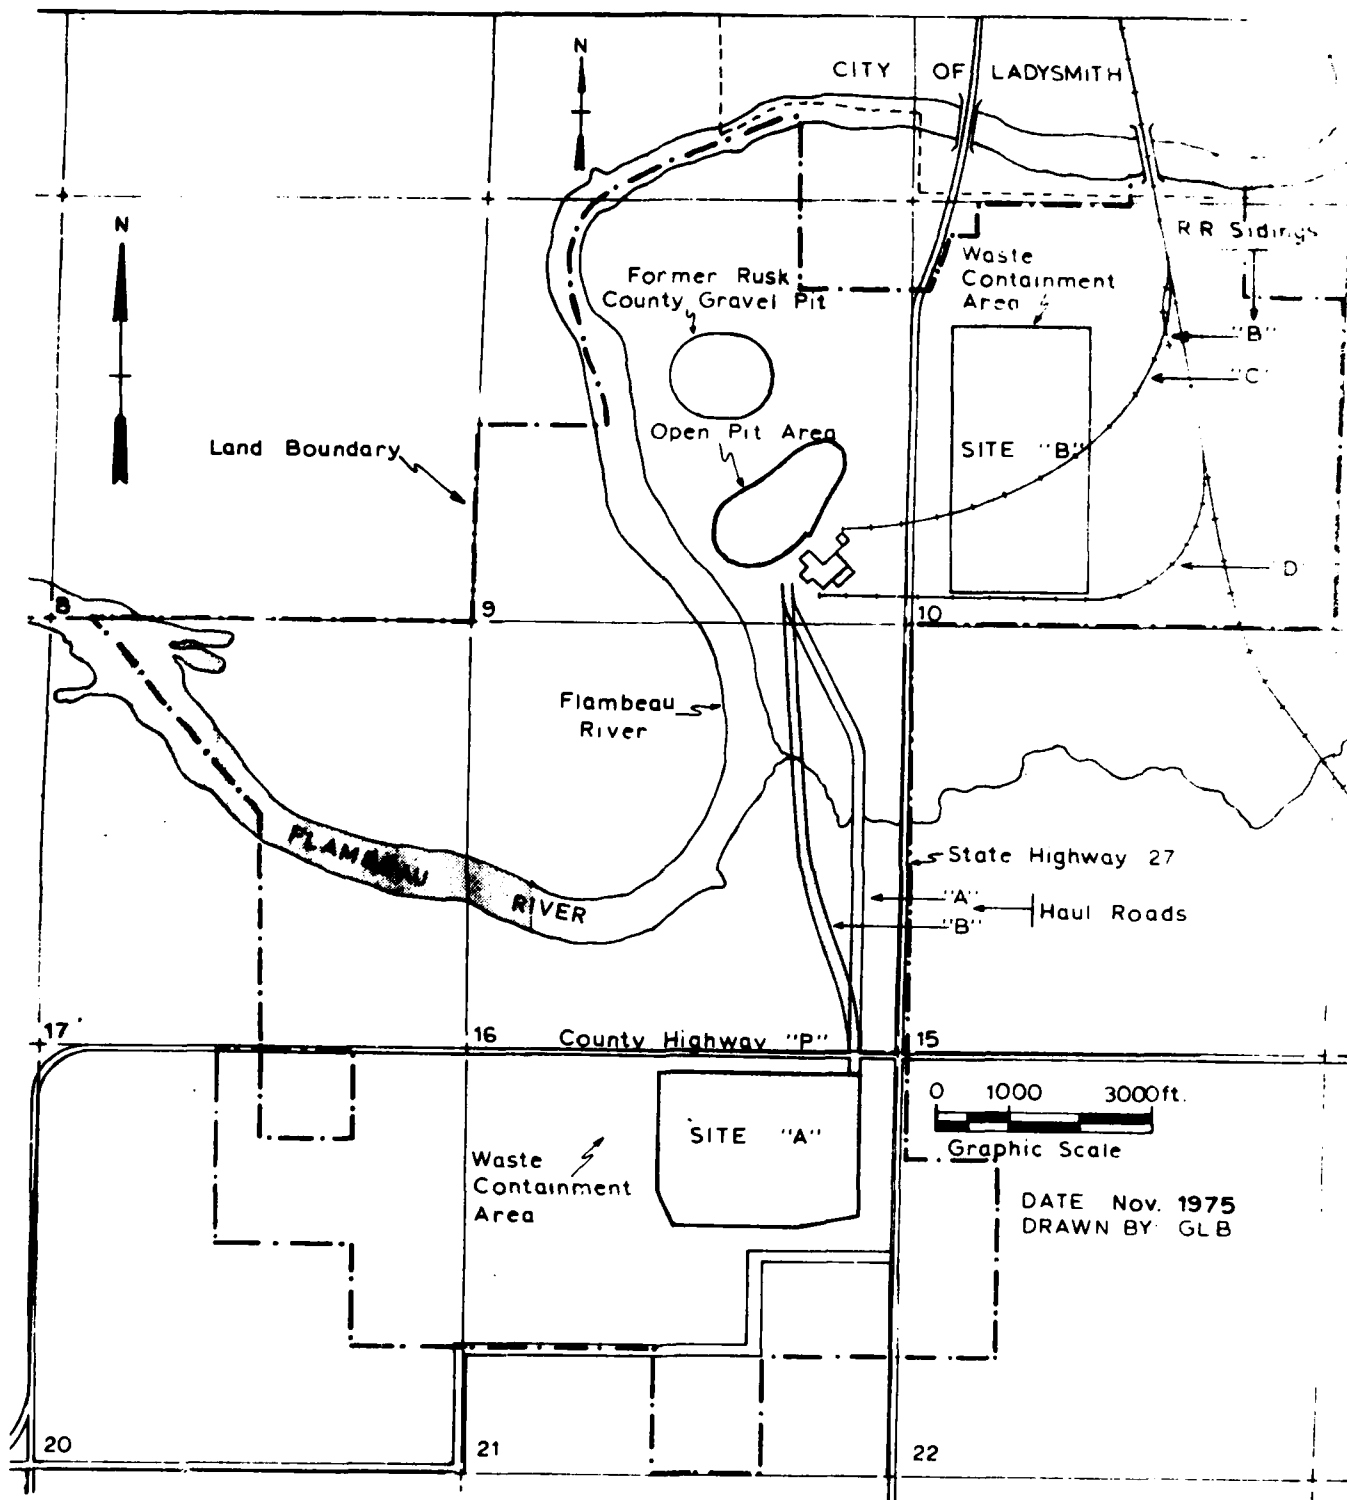 N
CITY OF LADYSMITH
N
RR Sidings
Waste
Containment
Area
Former Rusk
County Gravel Pit
"B"
"C"
Open Pit Area
Land Boundary
SITE "B"
"D"
8
9
10
Flambeau
River
FLAMBEAU RIVER
State Highway 27
"A"
"B"
Haul Roads
17
16
County Highway "P"
15
0 1000 3000ft.
Graphic Scale
SITE "A"
Waste
Containment
Area
DATE Nov. 1975
DRAWN BY GLB
20
21
22